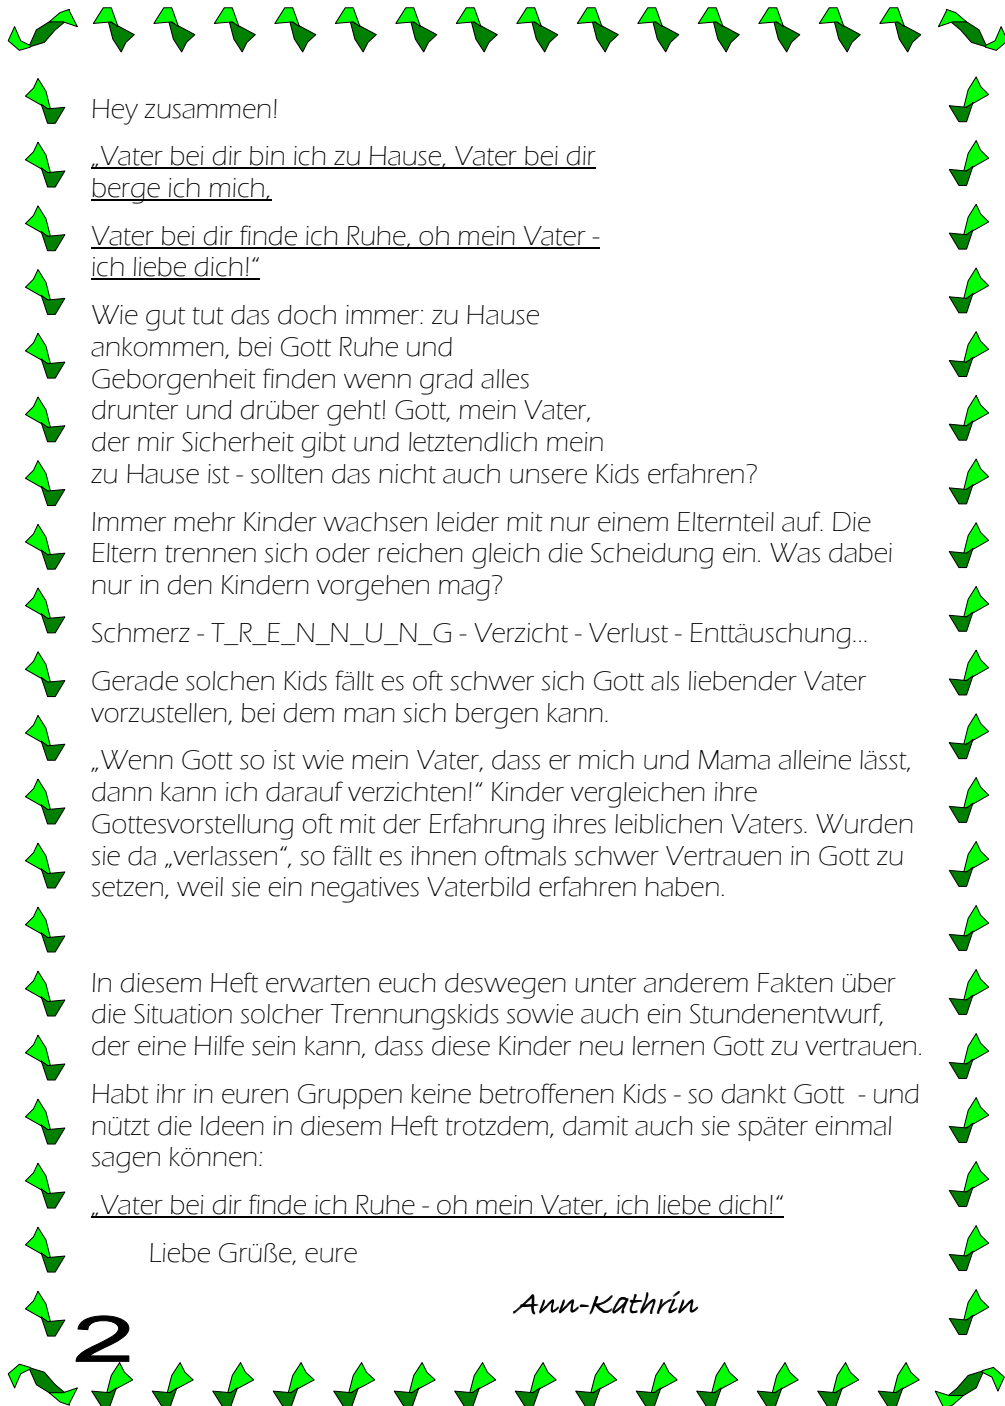 Hey zusammen!
„Vater bei dir bin ich zu Hause, Vater bei dir
berge ich mich,
Vater bei dir finde ich Ruhe, oh mein Vater -
ich liebe dich!“
Wie gut tut das doch immer: zu Hause
ankommen, bei Gott Ruhe und
Geborgenheit finden wenn grad alles
drunter und drüber geht! Gott, mein Vater,
der mir Sicherheit gibt und letztendlich mein
zu Hause ist - sollten das nicht auch unsere Kids erfahren?
Immer mehr Kinder wachsen leider mit nur einem Elternteil auf. Die
Eltern trennen sich oder reichen gleich die Scheidung ein. Was dabei
nur in den Kindern vorgehen mag?
Schmerz - T_R_E_N_N_U_N_G - Verzicht - Verlust - Enttäuschung...
Gerade solchen Kids fällt es oft schwer sich Gott als liebender Vater
vorzustellen, bei dem man sich bergen kann.
„Wenn Gott so ist wie mein Vater, dass er mich und Mama alleine lässt,
dann kann ich darauf verzichten!“ Kinder vergleichen ihre
Gottesvorstellung oft mit der Erfahrung ihres leiblichen Vaters. Wurden
sie da „verlassen“, so fällt es ihnen oftmals schwer Vertrauen in Gott zu
setzen, weil sie ein negatives Vaterbild erfahren haben.
In diesem Heft erwarten euch deswegen unter anderem Fakten über
die Situation solcher Trennungskids sowie auch ein Stundenentwurf,
der eine Hilfe sein kann, dass diese Kinder neu lernen Gott zu vertrauen.
Habt ihr in euren Gruppen keine betroffenen Kids - so dankt Gott  - und
nützt die Ideen in diesem Heft trotzdem, damit auch sie später einmal
sagen können:
„Vater bei dir finde ich Ruhe - oh mein Vater, ich liebe dich!“
Liebe Grüße, eure
Ann-Kathrin
2